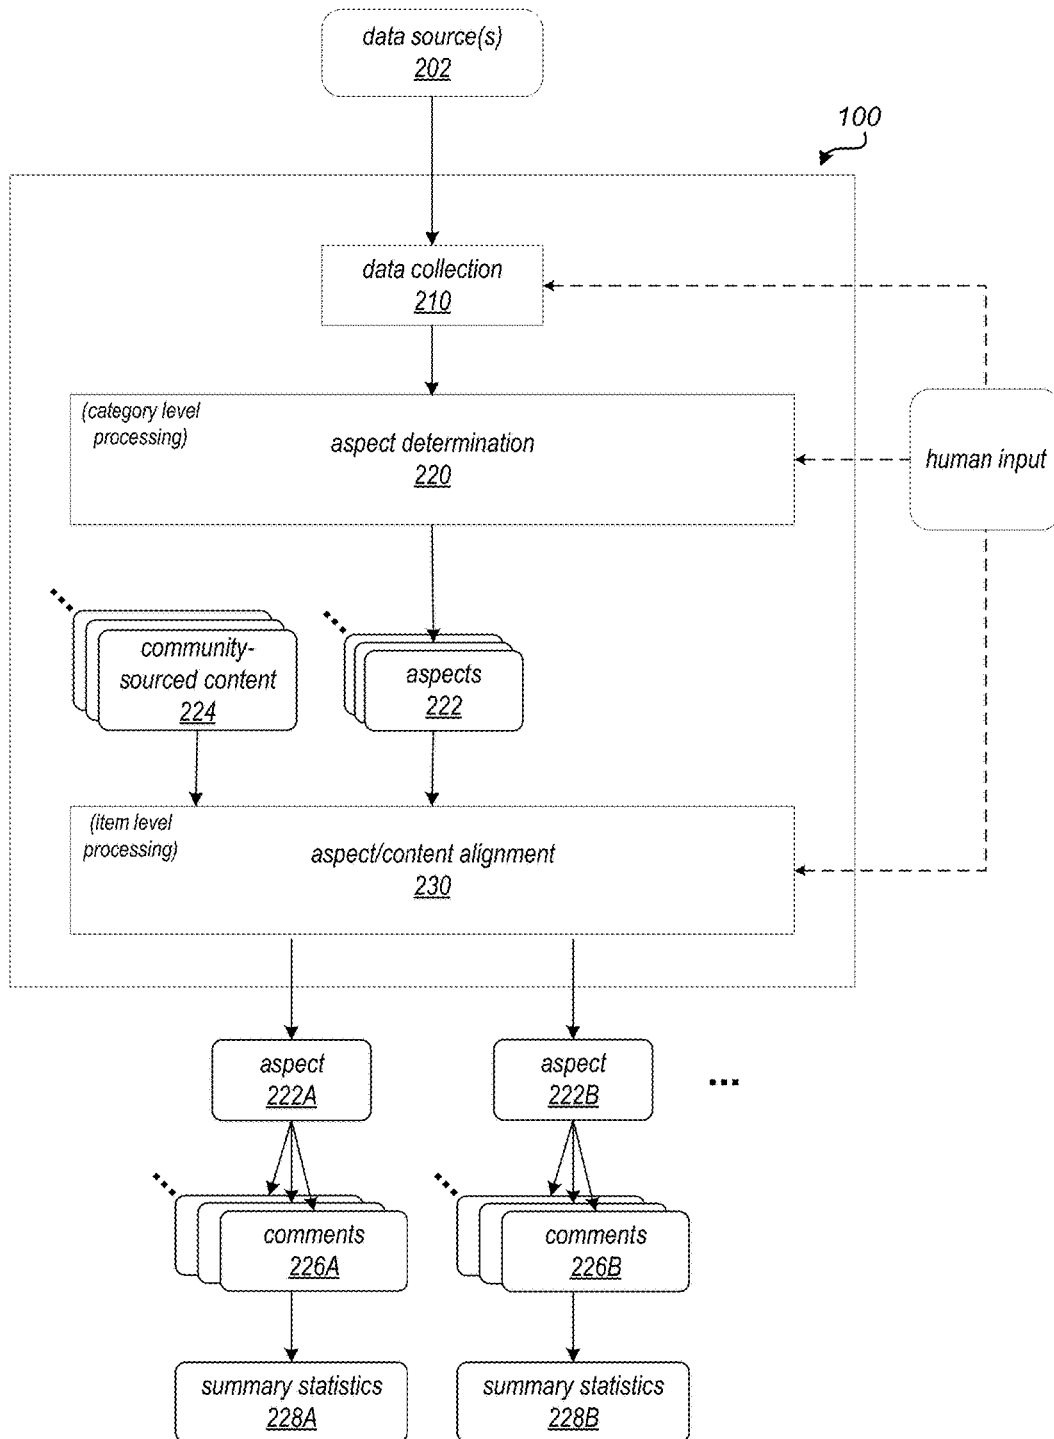 data source(s)
202
100
data collection
210
(category level
processing)
aspect determination
220
human input
community-
sourced content
224
aspects
222
(item level
processing)
aspect/content alignment
230
aspect
222A
aspect
222B
...
comments
226A
comments
226B
summary statistics
228A
summary statistics
228B